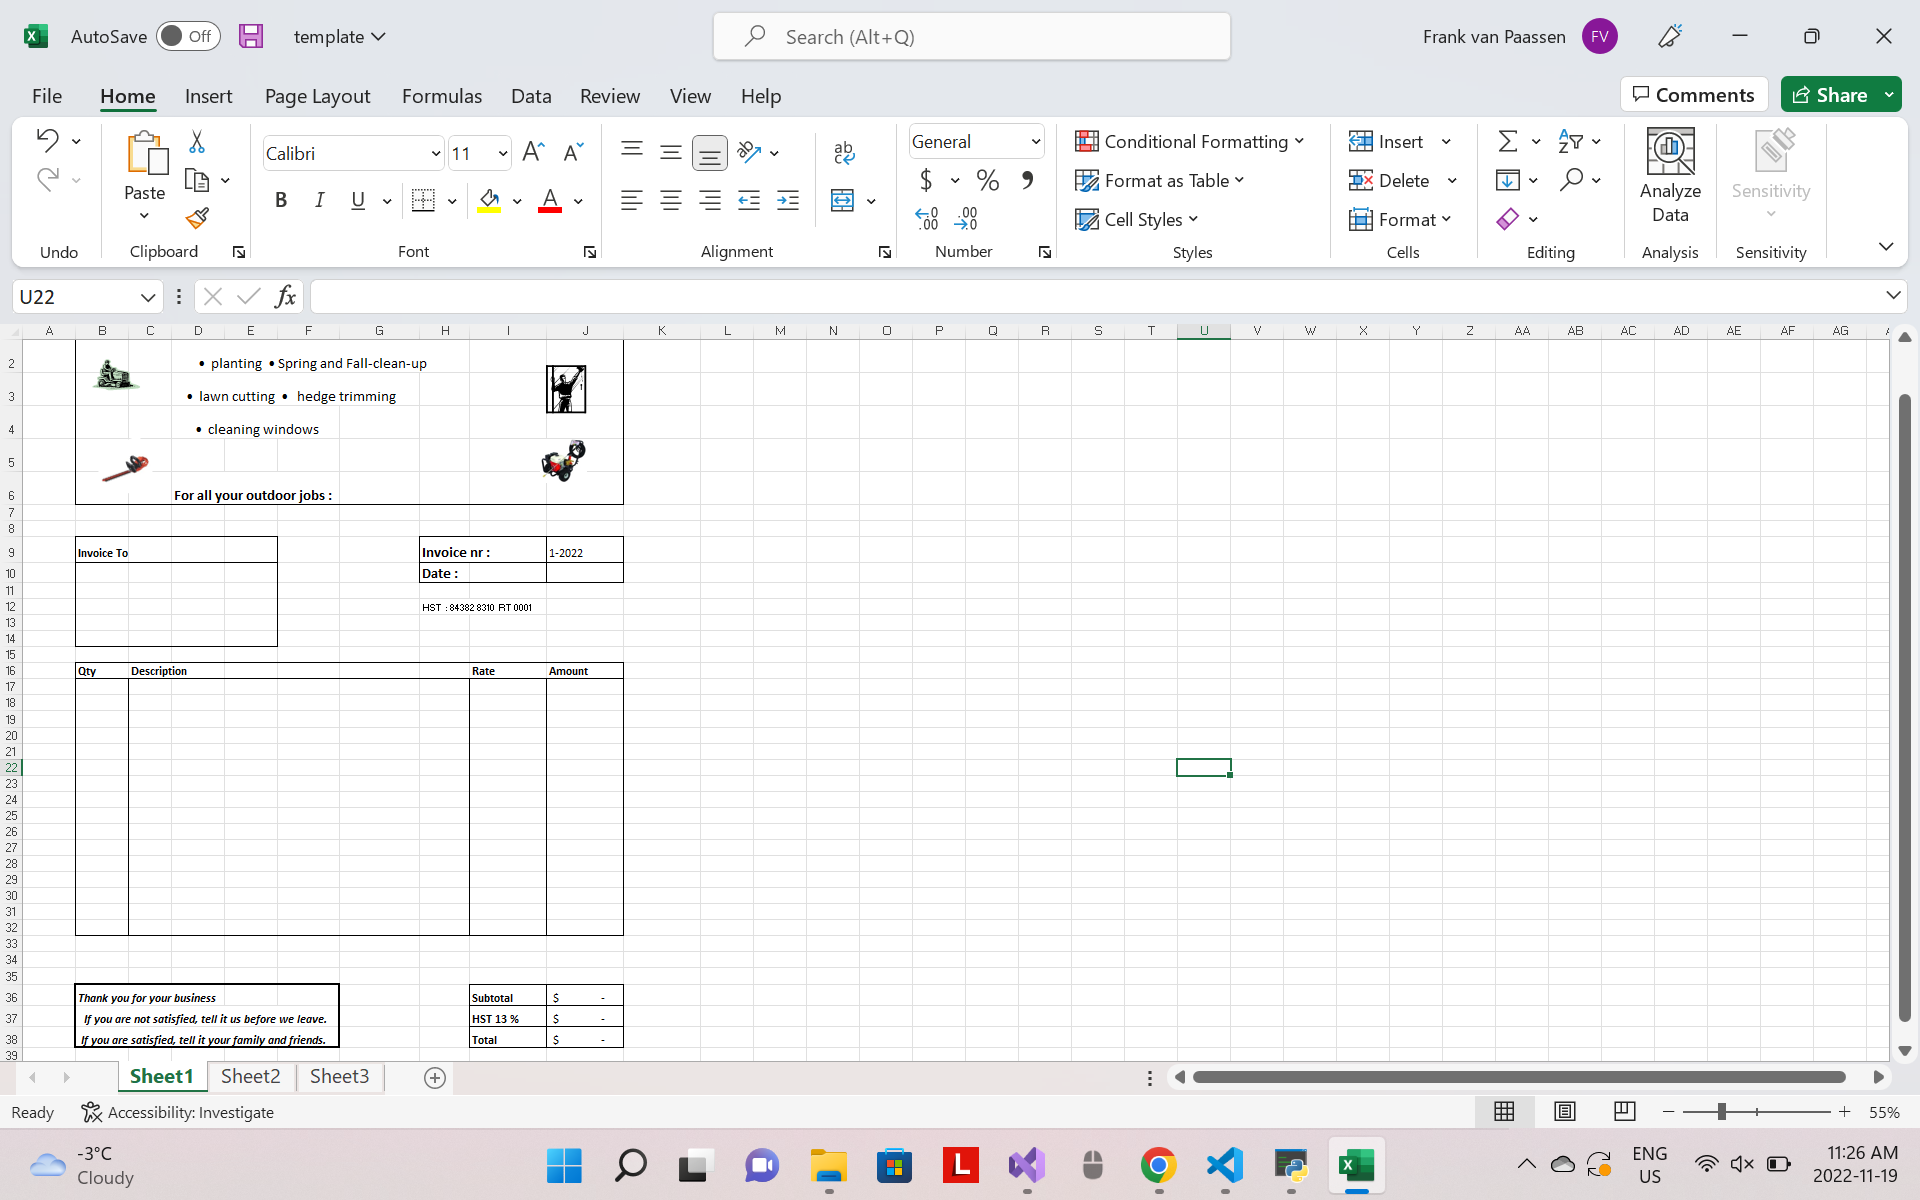 AutoSave Off template Search (Alt+Q) Frank van Paassen FV
File Home Insert Page Layout Formulas Data Review View Help Comments Share
Undo
Paste
Clipboard
Calibri 11
B I U A
Font
ab
Alignment
General
$ % ,
Number
Conditional Formatting
Format as Table
Cell Styles
Styles
Insert
Delete
Format
Cells
Editing
Analyze
Data
Analysis
Sensitivity
Sensitivity
U22 fx
A B C D E F G H I J K L M N O P Q R S T U V W X Y Z AA AB AC AD AE AF AG
2 • planting • Spring and Fall-clean-up
3 • lawn cutting • hedge trimming
4 • cleaning windows
5
6 For all your outdoor jobs :
7
8
9 Invoice To Invoice nr : 1-2022
10 Date :
11
12 HST : 84382 8310 RT 0001
13
14
15
16 Qty Description Rate Amount
17
18
19
20
21
22
23
24
25
26
27
28
29
30
31
32
33
34
35
36 Thank you for your business Subtotal $ -
37 If you are not satisfied, tell it us before we leave. HST 13 % $ -
38 If you are satisfied, tell it your family and friends. Total $ -
39
Sheet1 Sheet2 Sheet3
Ready Accessibility: Investigate 55%
-3°C
Cloudy
L
ENG
US
11:26 AM
2022-11-19